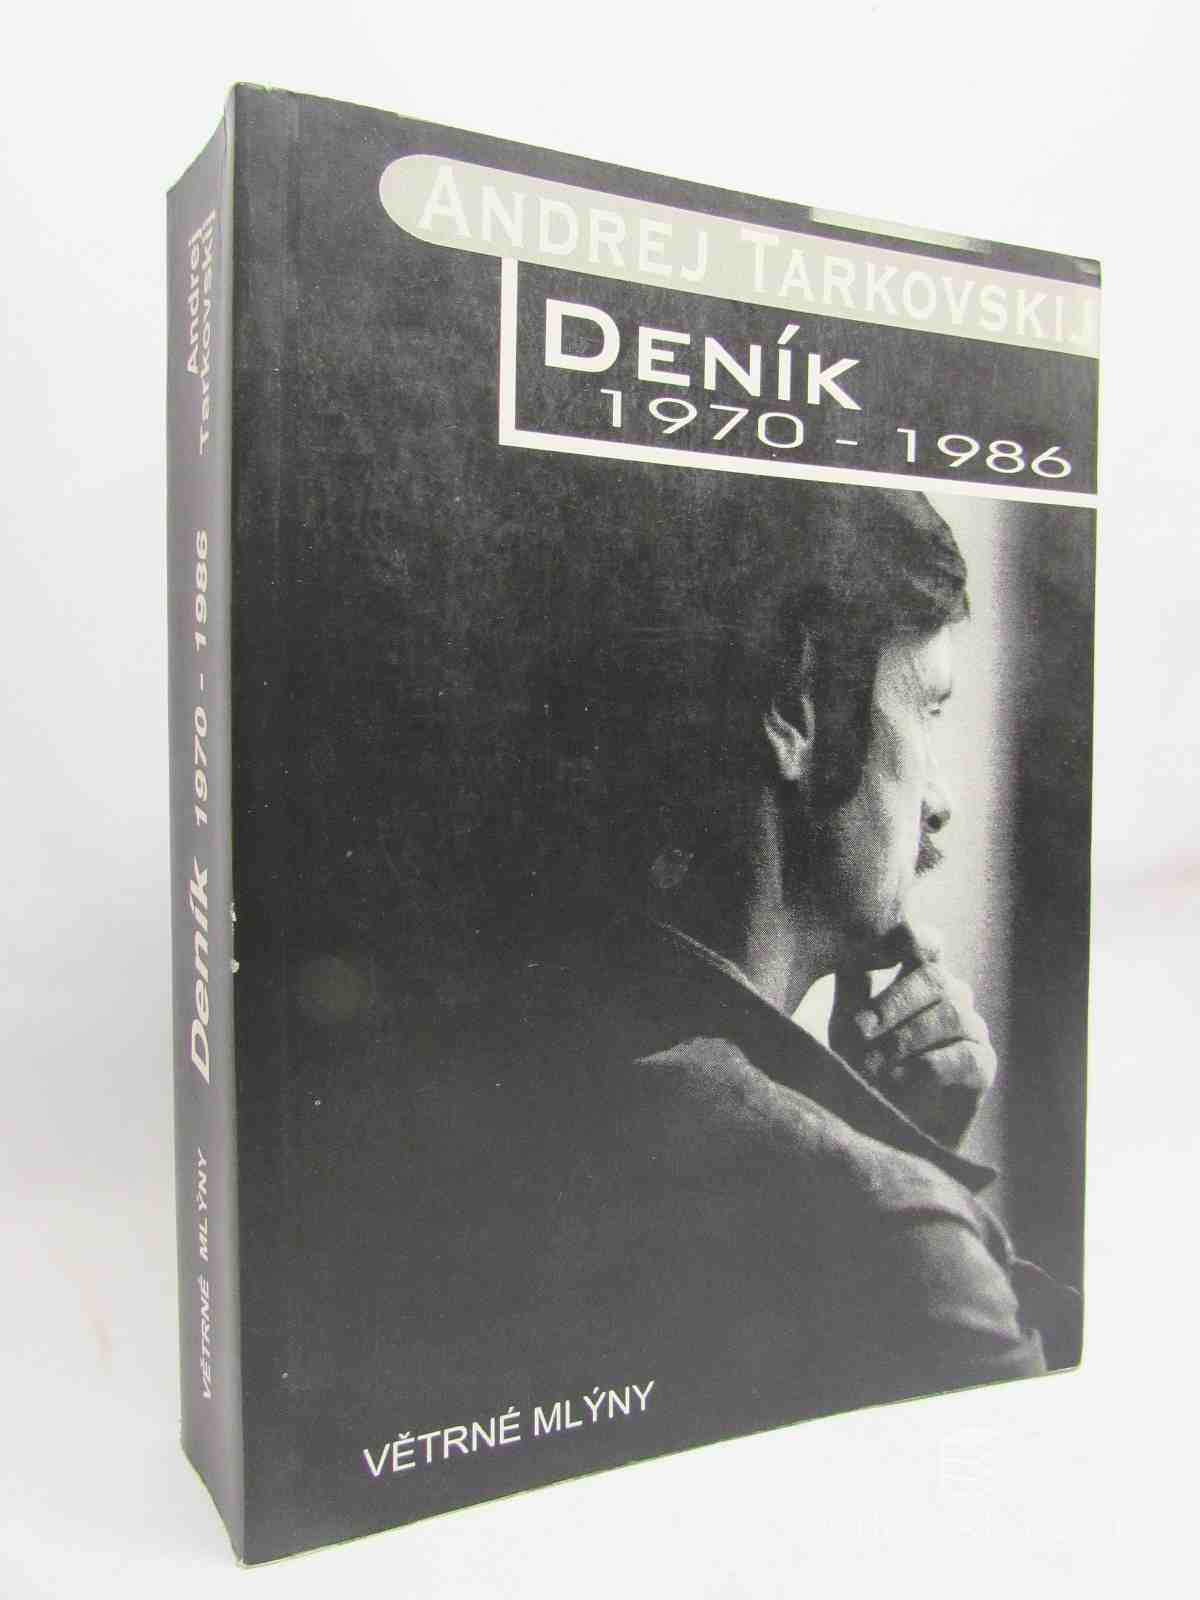 ANDREJ TARKOVSKIJ
DENÍK
1970 - 1986
VĚTRNÉ MLÝNY
Andrej
Tarkovskij
Deník 1970 - 1986
VĚTRNÉ MLÝNY